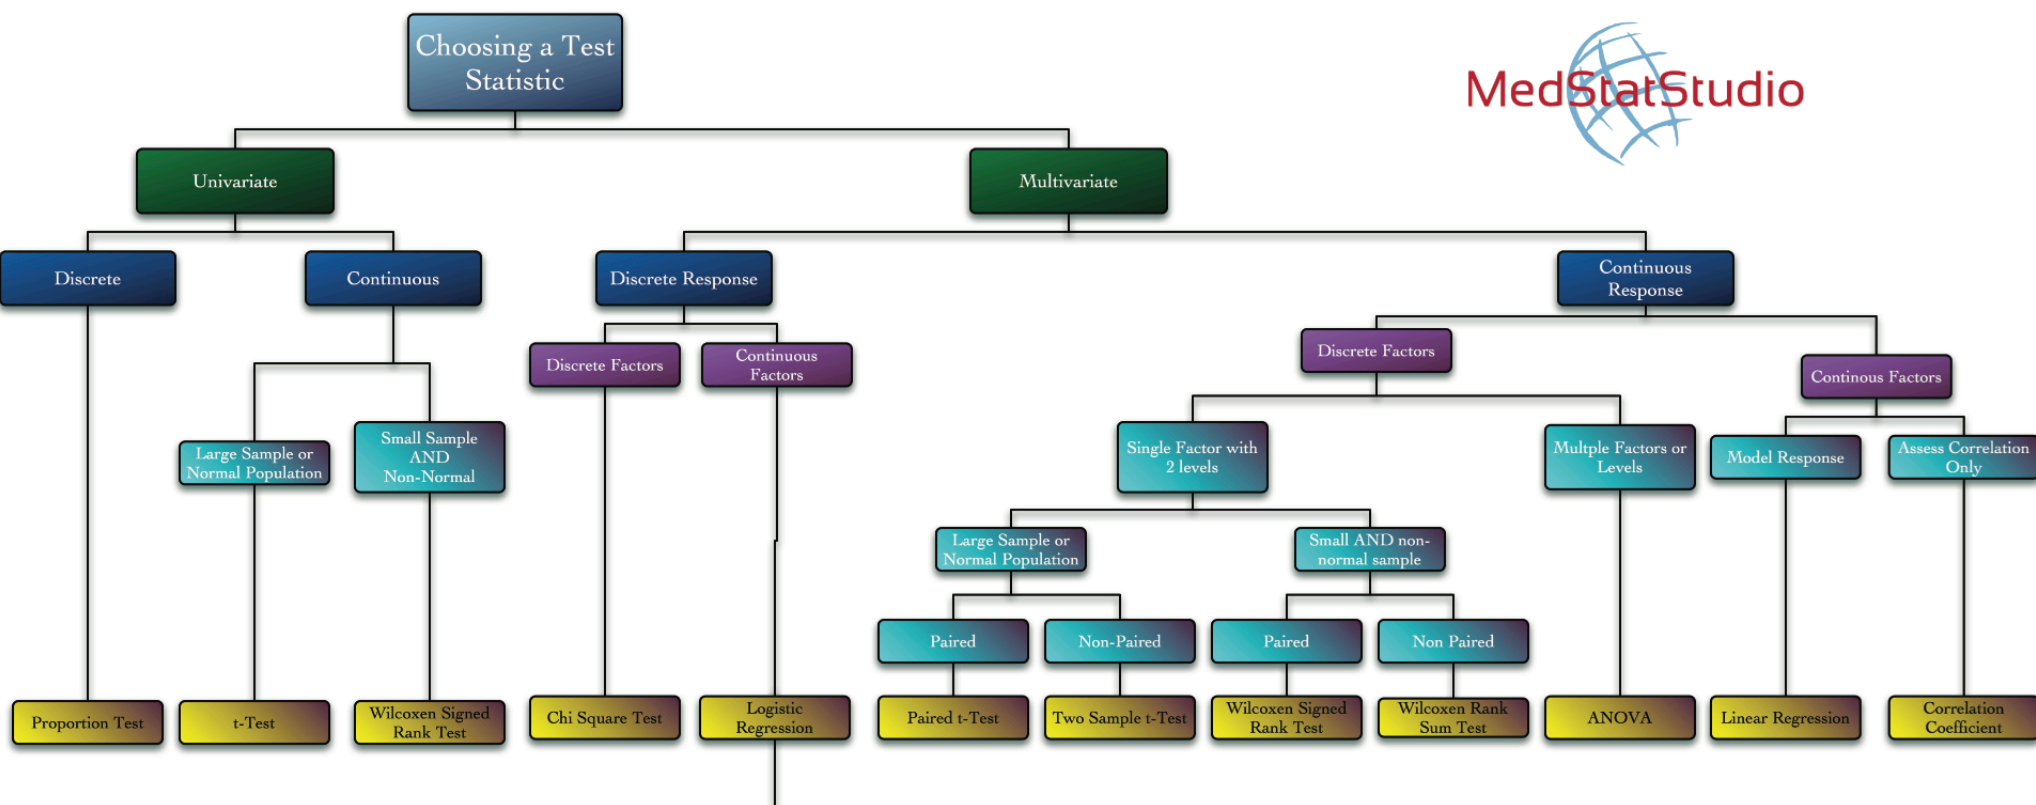 Choosing a Test
Statistic
MedStatStudio
Univariate
Multivariate
Discrete
Continuous
Discrete Response
Continuous
Response
Discrete Factors
Continuous
Factors
Discrete Factors
Continous Factors
Large Sample or
Normal Population
Small Sample
AND
Non-Normal
Single Factor with
2 levels
Multple Factors or
Levels
Model Response
Assess Correlation
Only
Large Sample or
Normal Population
Small AND non-
normal sample
Paired
Non-Paired
Paired
Non Paired
Proportion Test
t-Test
Wilcoxen Signed
Rank Test
Chi Square Test
Logistic
Regression
Paired t-Test
Two Sample t-Test
Wilcoxen Signed
Rank Test
Wilcoxen Rank
Sum Test
ANOVA
Linear Regression
Correlation
Coefficient